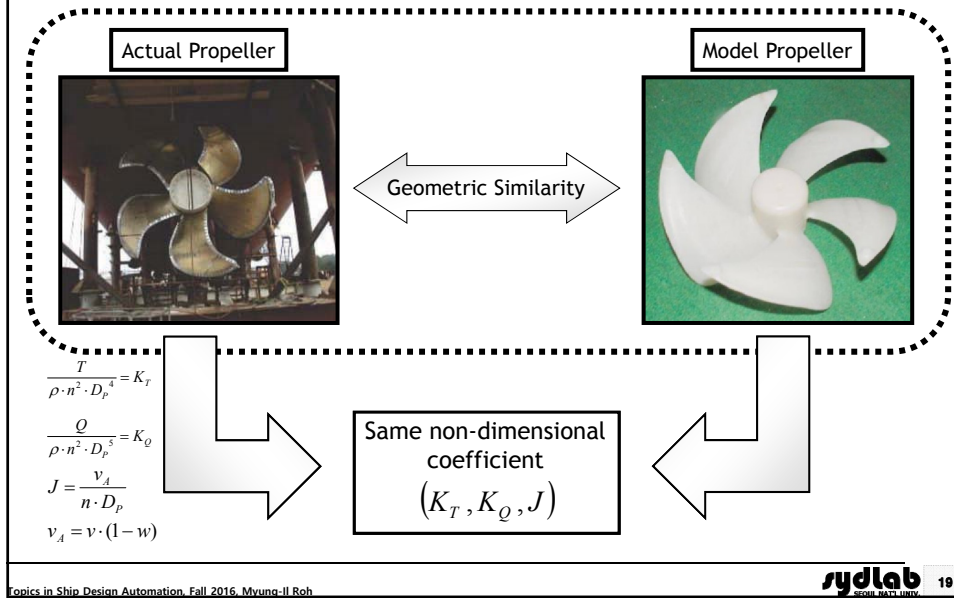 Actual Propeller
Model Propeller
Geometric Similarity
T / (ρ·n²·D_P⁴) = K_T
Q / (ρ·n²·D_P⁵) = K_Q
J = v_A / (n·D_P)
v_A = v·(1−w)
Same non-dimensional
coefficient
(K_T, K_Q, J)
Topics in Ship Design Automation, Fall 2016, Myung-Il Roh
sydlab
SEOUL NAT'L UNIV.
19